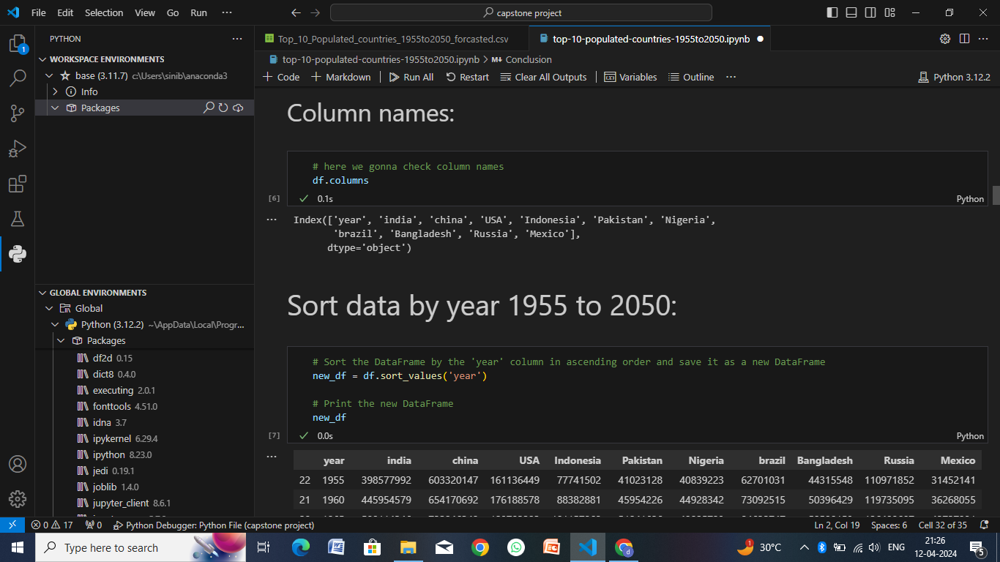 File Edit Selection View Go Run ···
capstone project
PYTHON ···
WORKSPACE ENVIRONMENTS
base (3.11.7) c:\Users\sinib\anaconda3
Info
Packages
GLOBAL ENVIRONMENTS
Global
Python (3.12.2) ~\AppData\Local\Progr...
Packages
df2d 0.15
dict8 0.4.0
executing 2.0.1
fonttools 4.51.0
idna 3.7
ipykernel 6.29.4
ipython 8.23.0
jedi 0.19.1
joblib 1.4.0
jupyter_client 8.6.1
Top_10_Populated_countries_1955to2050_forcasted.csv
top-10-populated-countries-1955to2050.ipynb
top-10-populated-countries-1955to2050.ipynb > M↓ Conclusion
+ Code + Markdown Run All Restart Clear All Outputs Variables Outline ··· Python 3.12.2
Column names:
# here we gonna check column names
df.columns
[6] ✓ 0.1s Python
Index(['year', 'india', 'china', 'USA', 'Indonesia', 'Pakistan', 'Nigeria',
'brazil', 'Bangladesh', 'Russia', 'Mexico'],
dtype='object')
Sort data by year 1955 to 2050:
# Sort the DataFrame by the 'year' column in ascending order and save it as a new DataFrame
new_df = df.sort_values('year')
# Print the new DataFrame
new_df
[7] ✓ 0.0s Python
year india china USA Indonesia Pakistan Nigeria brazil Bangladesh Russia Mexico
22 1955 398577992 603320147 161136449 77741502 41023128 40839223 62701031 44315548 110971852 31452141
21 1960 445954579 654170692 176188578 88382881 45954226 44928342 73092515 50396429 119735095 36268055
0 17 0 Python Debugger: Python File (capstone project) Ln 2, Col 19 Spaces: 6 Cell 32 of 35
Type here to search
1 30°C ENG 21:26
12-04-2024 5